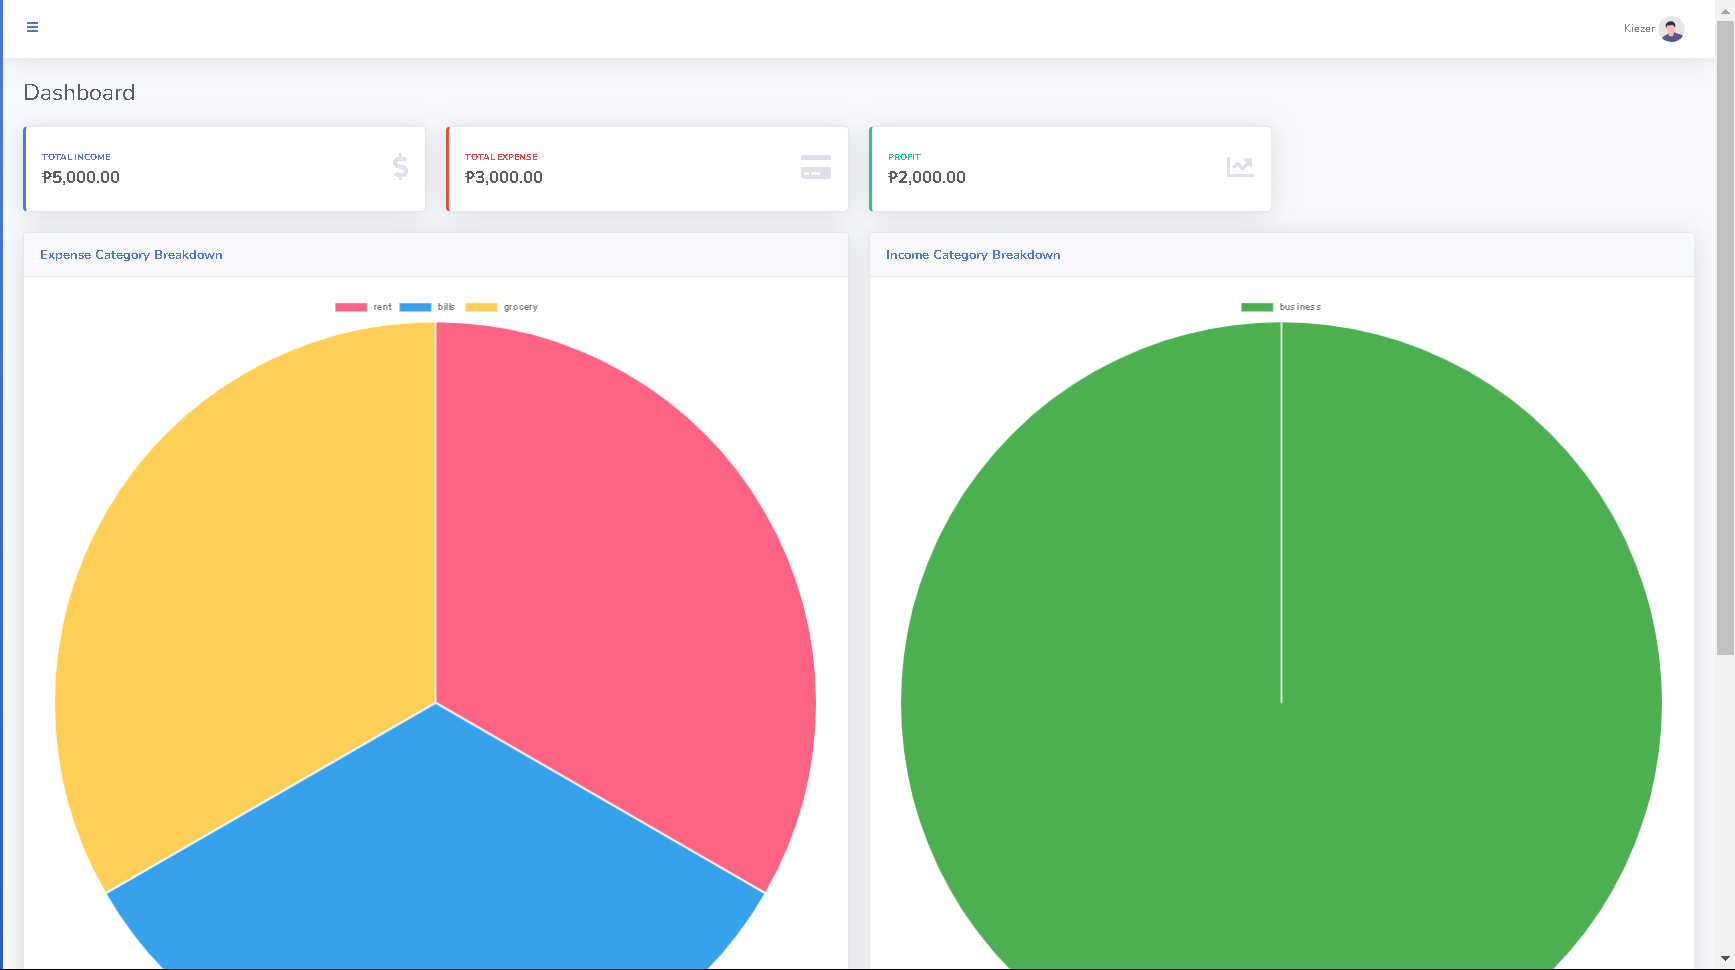 Kiezer
Dashboard
TOTAL INCOME
₱5,000.00
TOTAL EXPENSE
₱3,000.00
PROFIT
₱2,000.00
Expense Category Breakdown
rent bills grocery
Income Category Breakdown
business